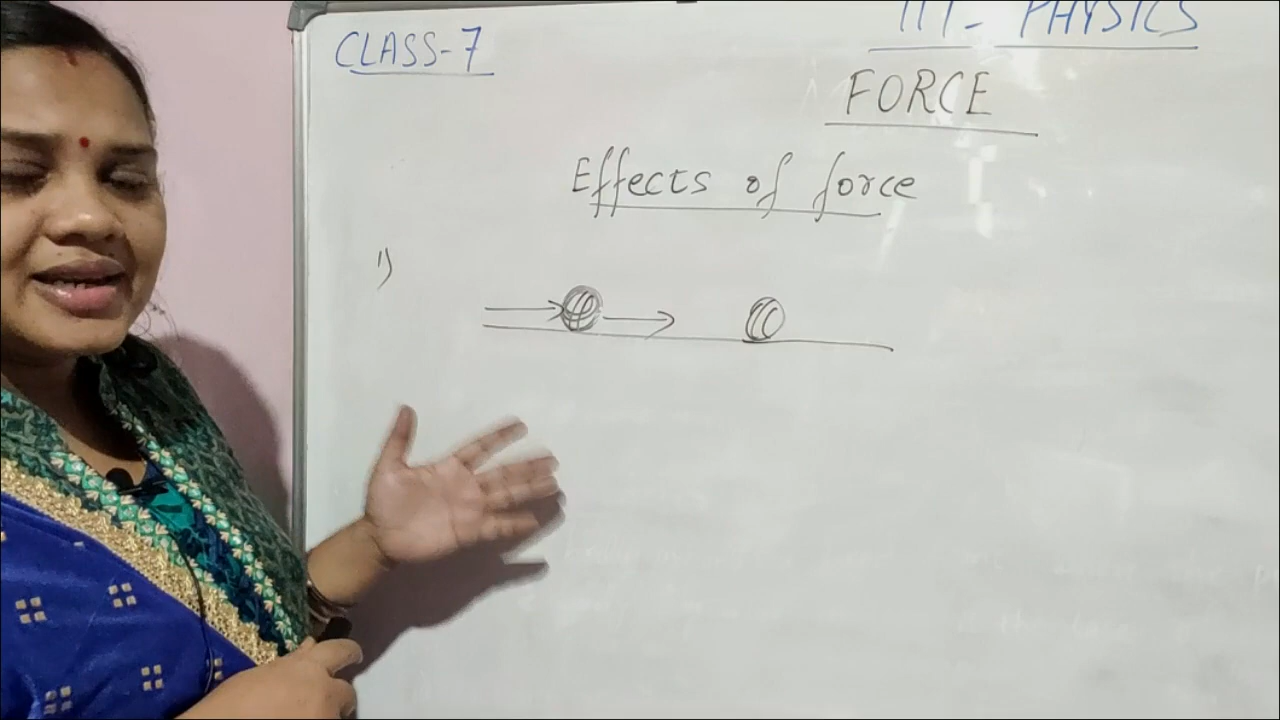 CLASS-7
IIT- PHYSICS
FORCE
Effects of force
1)